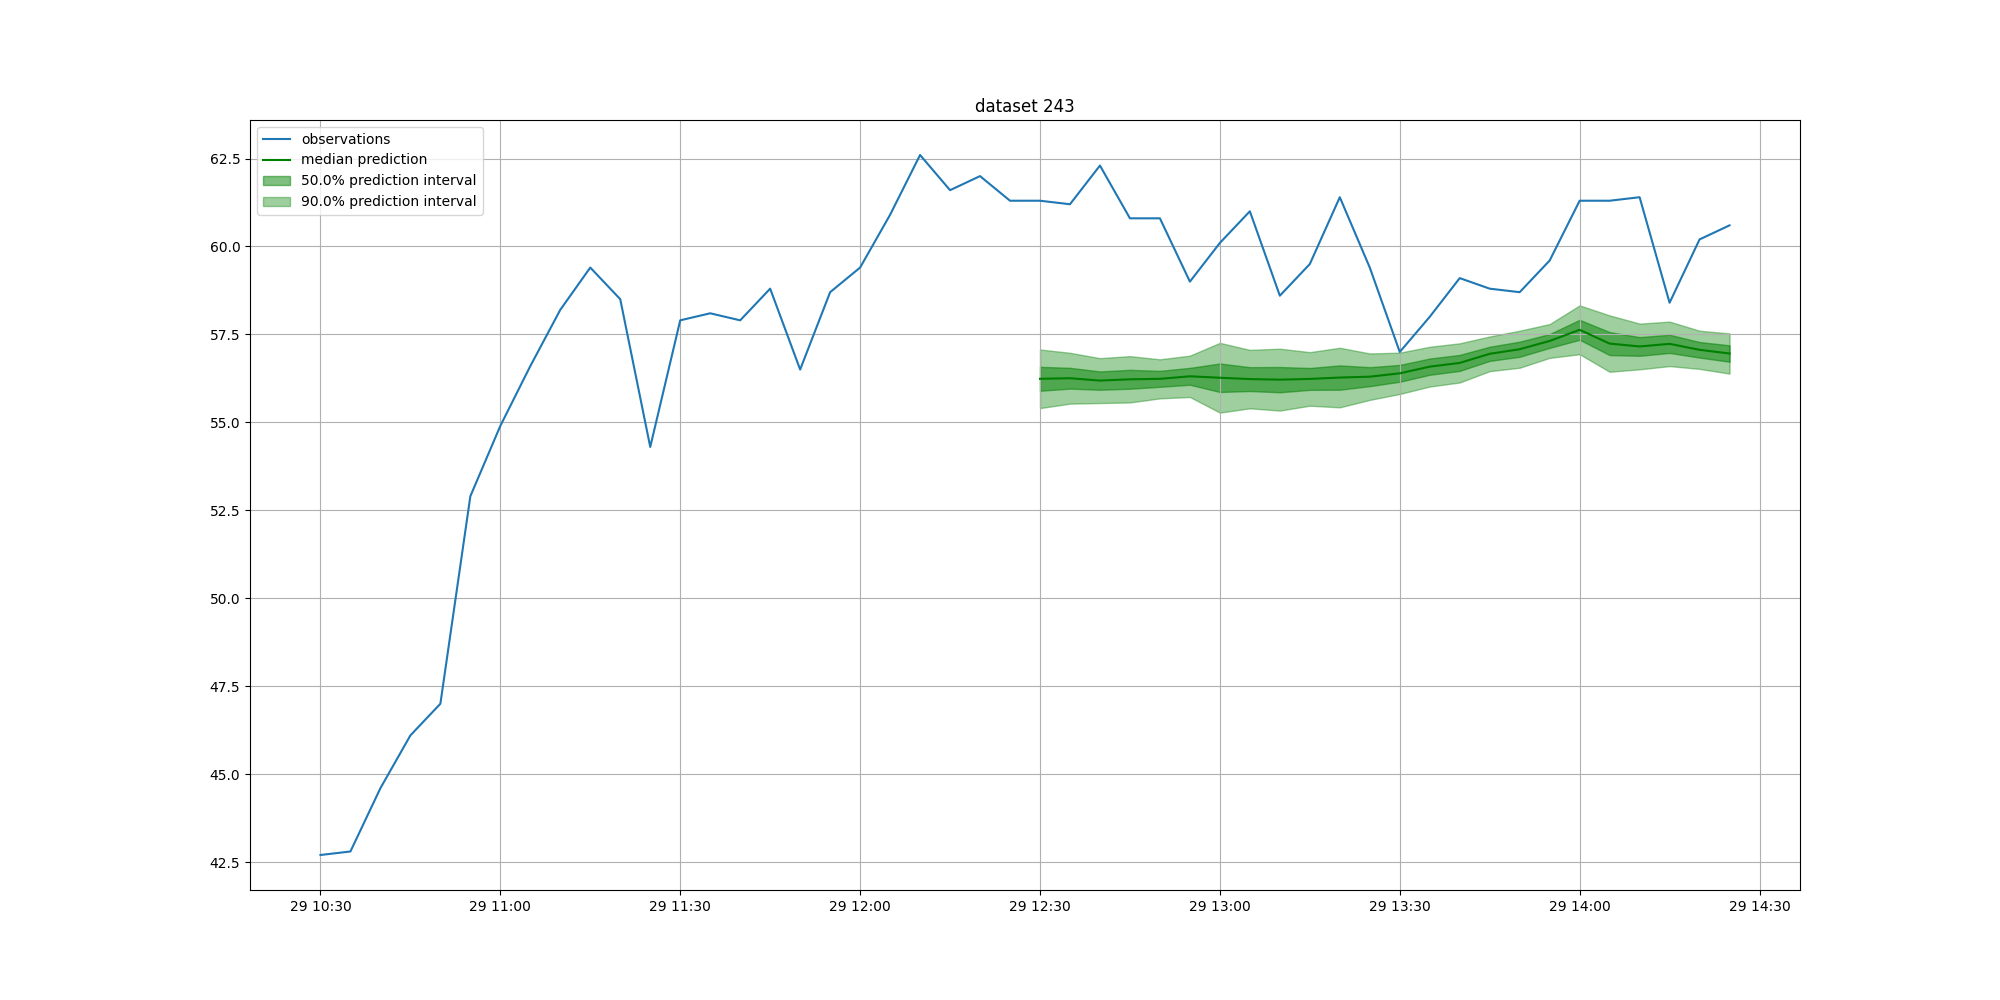 dataset 243
observations
median prediction
50.0% prediction interval
90.0% prediction interval
62.5
60.0
57.5
55.0
52.5
50.0
47.5
45.0
42.5
29 10:30 29 11:00 29 11:30 29 12:00 29 12:30 29 13:00 29 13:30 29 14:00 29 14:30